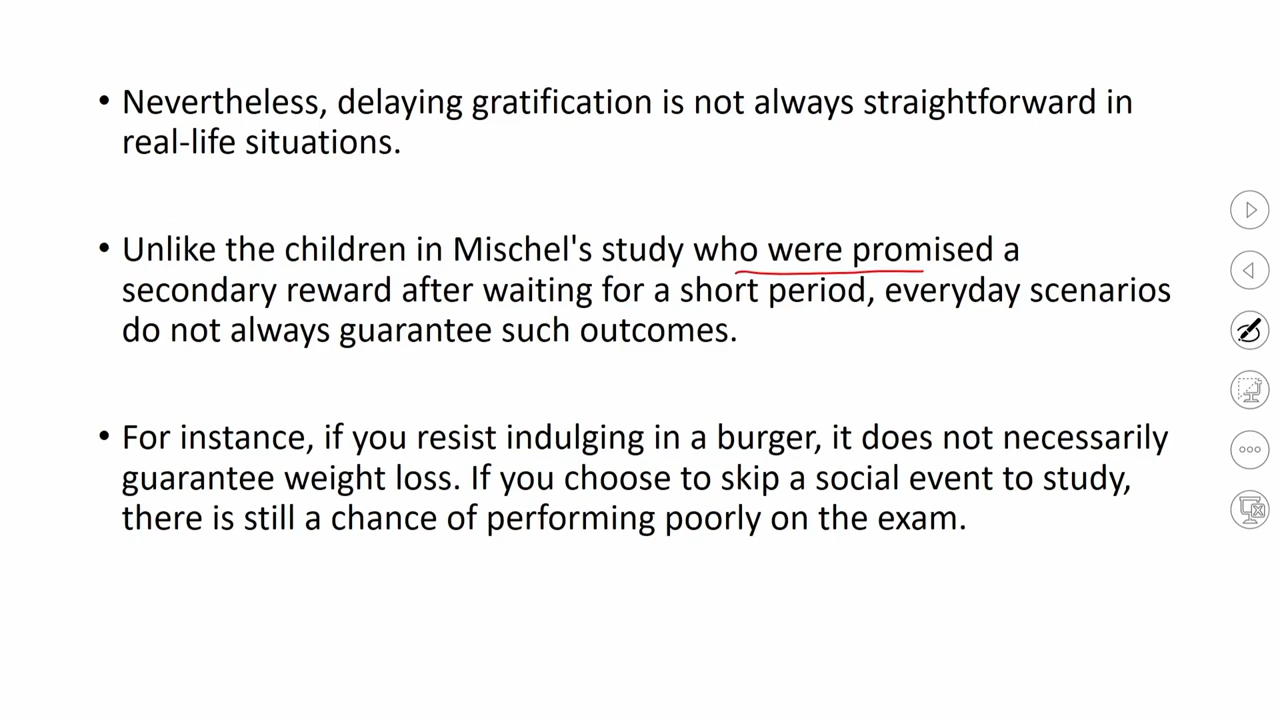 • Nevertheless, delaying gratification is not always straightforward in
real-life situations.
• Unlike the children in Mischel's study who were promised a
secondary reward after waiting for a short period, everyday scenarios
do not always guarantee such outcomes.
• For instance, if you resist indulging in a burger, it does not necessarily
guarantee weight loss. If you choose to skip a social event to study,
there is still a chance of performing poorly on the exam.